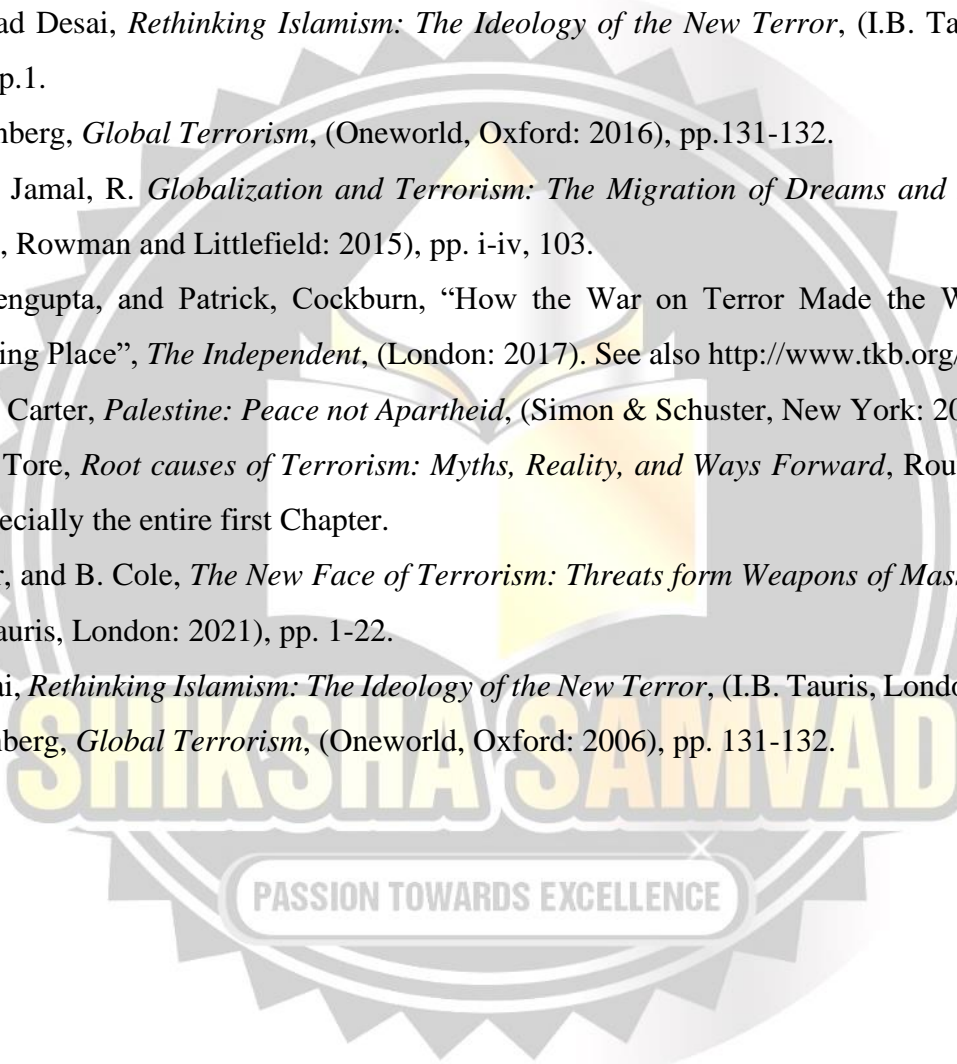 ad Desai, Rethinking Islamism: The Ideology of the New Terror, (I.B. Ta
p.1.
nberg, Global Terrorism, (Oneworld, Oxford: 2016), pp.131-132.
Jamal, R. Globalization and Terrorism: The Migration of Dreams and
, Rowman and Littlefield: 2015), pp. i-iv, 103.
engupta, and Patrick, Cockburn, “How the War on Terror Made the W
ing Place”, The Independent, (London: 2017). See also http://www.tkb.org/
Carter, Palestine: Peace not Apartheid, (Simon & Schuster, New York: 20
Tore, Root causes of Terrorism: Myths, Reality, and Ways Forward, Rou
ecially the entire first Chapter.
r, and B. Cole, The New Face of Terrorism: Threats form Weapons of Mass
auris, London: 2021), pp. 1-22.
ai, Rethinking Islamism: The Ideology of the New Terror, (I.B. Tauris, Londo
nberg, Global Terrorism, (Oneworld, Oxford: 2006), pp. 131-132.
SHIKSHA SAMVAD
PASSION TOWARDS EXCELLENCE